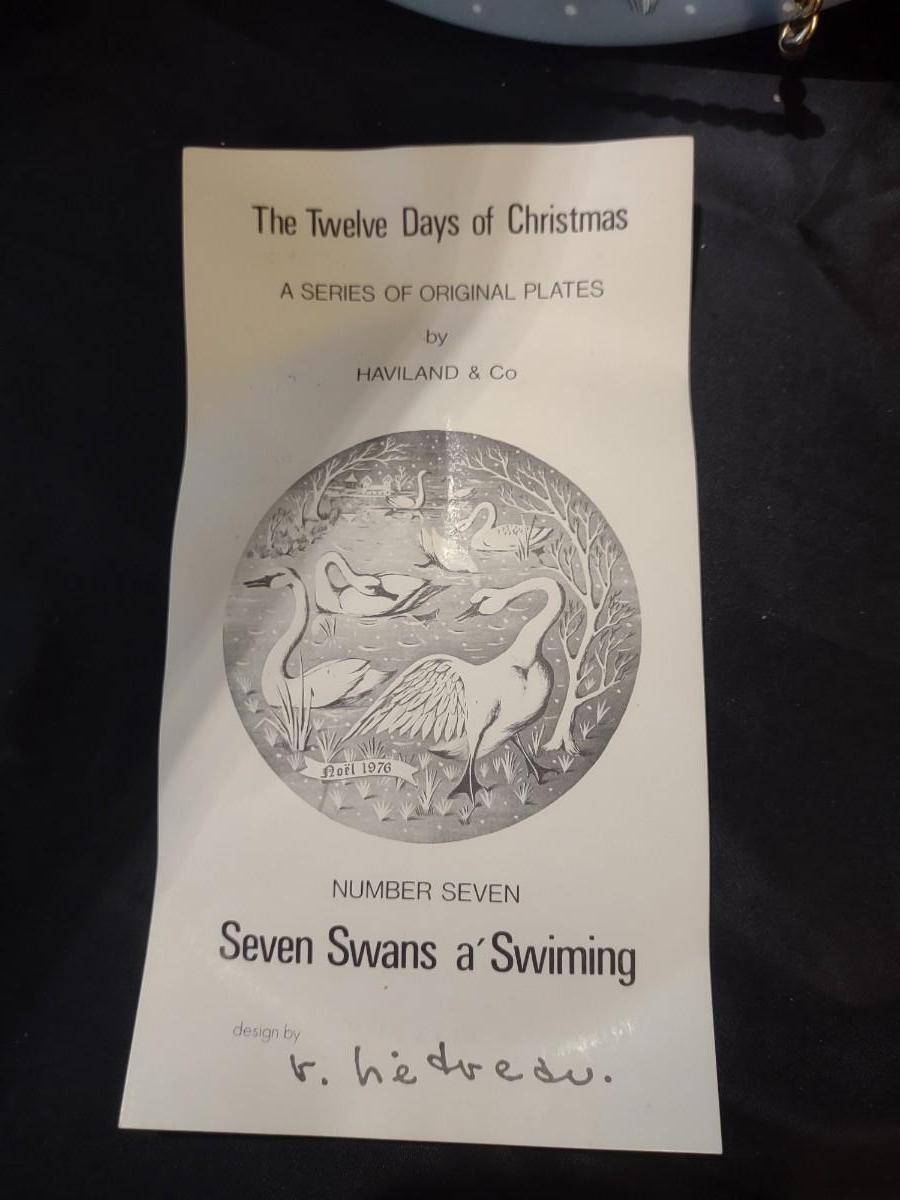 The Twelve Days of Christmas
A SERIES OF ORIGINAL PLATES
by
HAVILAND & Co
Noël 1976
NUMBER SEVEN
Seven Swans a´ Swiming
design by
r. hétreau.